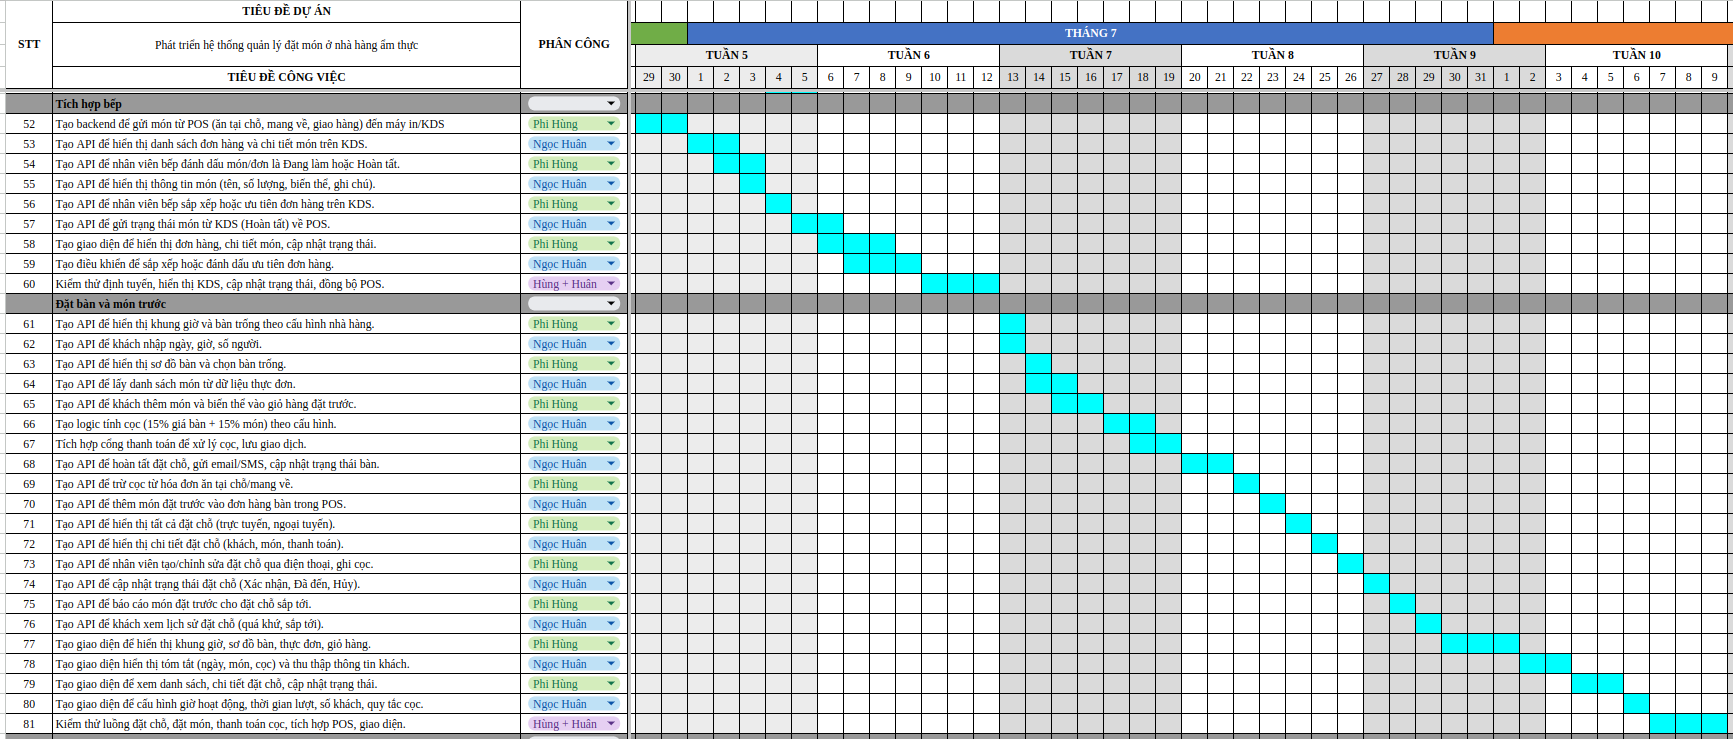 TIÊU ĐỀ DỰ ÁN
STT
Phát triển hệ thống quản lý đặt món ở nhà hàng ẩm thực
PHÂN CÔNG
TIÊU ĐỀ CÔNG VIỆC
THÁNG 7
TUẦN 5 TUẦN 6 TUẦN 7 TUẦN 8 TUẦN 9 TUẦN 10
29 30 1 2 3 4 5 6 7 8 9 10 11 12 13 14 15 16 17 18 19 20 21 22 23 24 25 26 27 28 29 30 31 1 2 3 4 5 6 7 8 9
Tích hợp bếp
52 Tạo backend để gửi món từ POS (ăn tại chỗ, mang về, giao hàng) đến máy in/KDS Phi Hùng
53 Tạo API để hiển thị danh sách đơn hàng và chi tiết món trên KDS. Ngọc Huân
54 Tạo API để nhân viên bếp đánh dấu món/đơn là Đang làm hoặc Hoàn tất. Phi Hùng
55 Tạo API để hiển thị thông tin món (tên, số lượng, biến thể, ghi chú). Ngọc Huân
56 Tạo API để nhân viên bếp sắp xếp hoặc ưu tiên đơn hàng trên KDS. Phi Hùng
57 Tạo API để gửi trạng thái món từ KDS (Hoàn tất) về POS. Ngọc Huân
58 Tạo giao diện để hiển thị đơn hàng, chi tiết món, cập nhật trạng thái. Phi Hùng
59 Tạo điều khiển để sắp xếp hoặc đánh dấu ưu tiên đơn hàng. Ngọc Huân
60 Kiểm thử định tuyến, hiển thị KDS, cập nhật trạng thái, đồng bộ POS. Hùng + Huân
Đặt bàn và món trước
61 Tạo API để hiển thị khung giờ và bàn trống theo cấu hình nhà hàng. Phi Hùng
62 Tạo API để khách nhập ngày, giờ, số người. Ngọc Huân
63 Tạo API để hiển thị sơ đồ bàn và chọn bàn trống. Phi Hùng
64 Tạo API để lấy danh sách món từ dữ liệu thực đơn. Ngọc Huân
65 Tạo API để khách thêm món và biến thể vào giỏ hàng đặt trước. Phi Hùng
66 Tạo logic tính cọc (15% giá bàn + 15% món) theo cấu hình. Ngọc Huân
67 Tích hợp cổng thanh toán để xử lý cọc, lưu giao dịch. Phi Hùng
68 Tạo API để hoàn tất đặt chỗ, gửi email/SMS, cập nhật trạng thái bàn. Ngọc Huân
69 Tạo API để trừ cọc từ hóa đơn ăn tại chỗ/mang về. Phi Hùng
70 Tạo API để thêm món đặt trước vào đơn hàng bàn trong POS. Ngọc Huân
71 Tạo API để hiển thị tất cả đặt chỗ (trực tuyến, ngoại tuyến). Phi Hùng
72 Tạo API để hiển thị chi tiết đặt chỗ (khách, món, thanh toán). Ngọc Huân
73 Tạo API để nhân viên tạo/chỉnh sửa đặt chỗ qua điện thoại, ghi cọc. Phi Hùng
74 Tạo API để cập nhật trạng thái đặt chỗ (Xác nhận, Đã đến, Hủy). Ngọc Huân
75 Tạo API để báo cáo món đặt trước cho đặt chỗ sắp tới. Phi Hùng
76 Tạo API để khách xem lịch sử đặt chỗ (quá khứ, sắp tới). Ngọc Huân
77 Tạo giao diện để hiển thị khung giờ, sơ đồ bàn, thực đơn, giỏ hàng. Phi Hùng
78 Tạo giao diện hiển thị tóm tắt (ngày, món, cọc) và thu thập thông tin khách. Ngọc Huân
79 Tạo giao diện để xem danh sách, chi tiết đặt chỗ, cập nhật trạng thái. Phi Hùng
80 Tạo giao diện để cấu hình giờ hoạt động, thời gian lượt, số khách, quy tắc cọc. Ngọc Huân
81 Kiểm thử luồng đặt chỗ, đặt món, thanh toán cọc, tích hợp POS, giao diện. Hùng + Huân